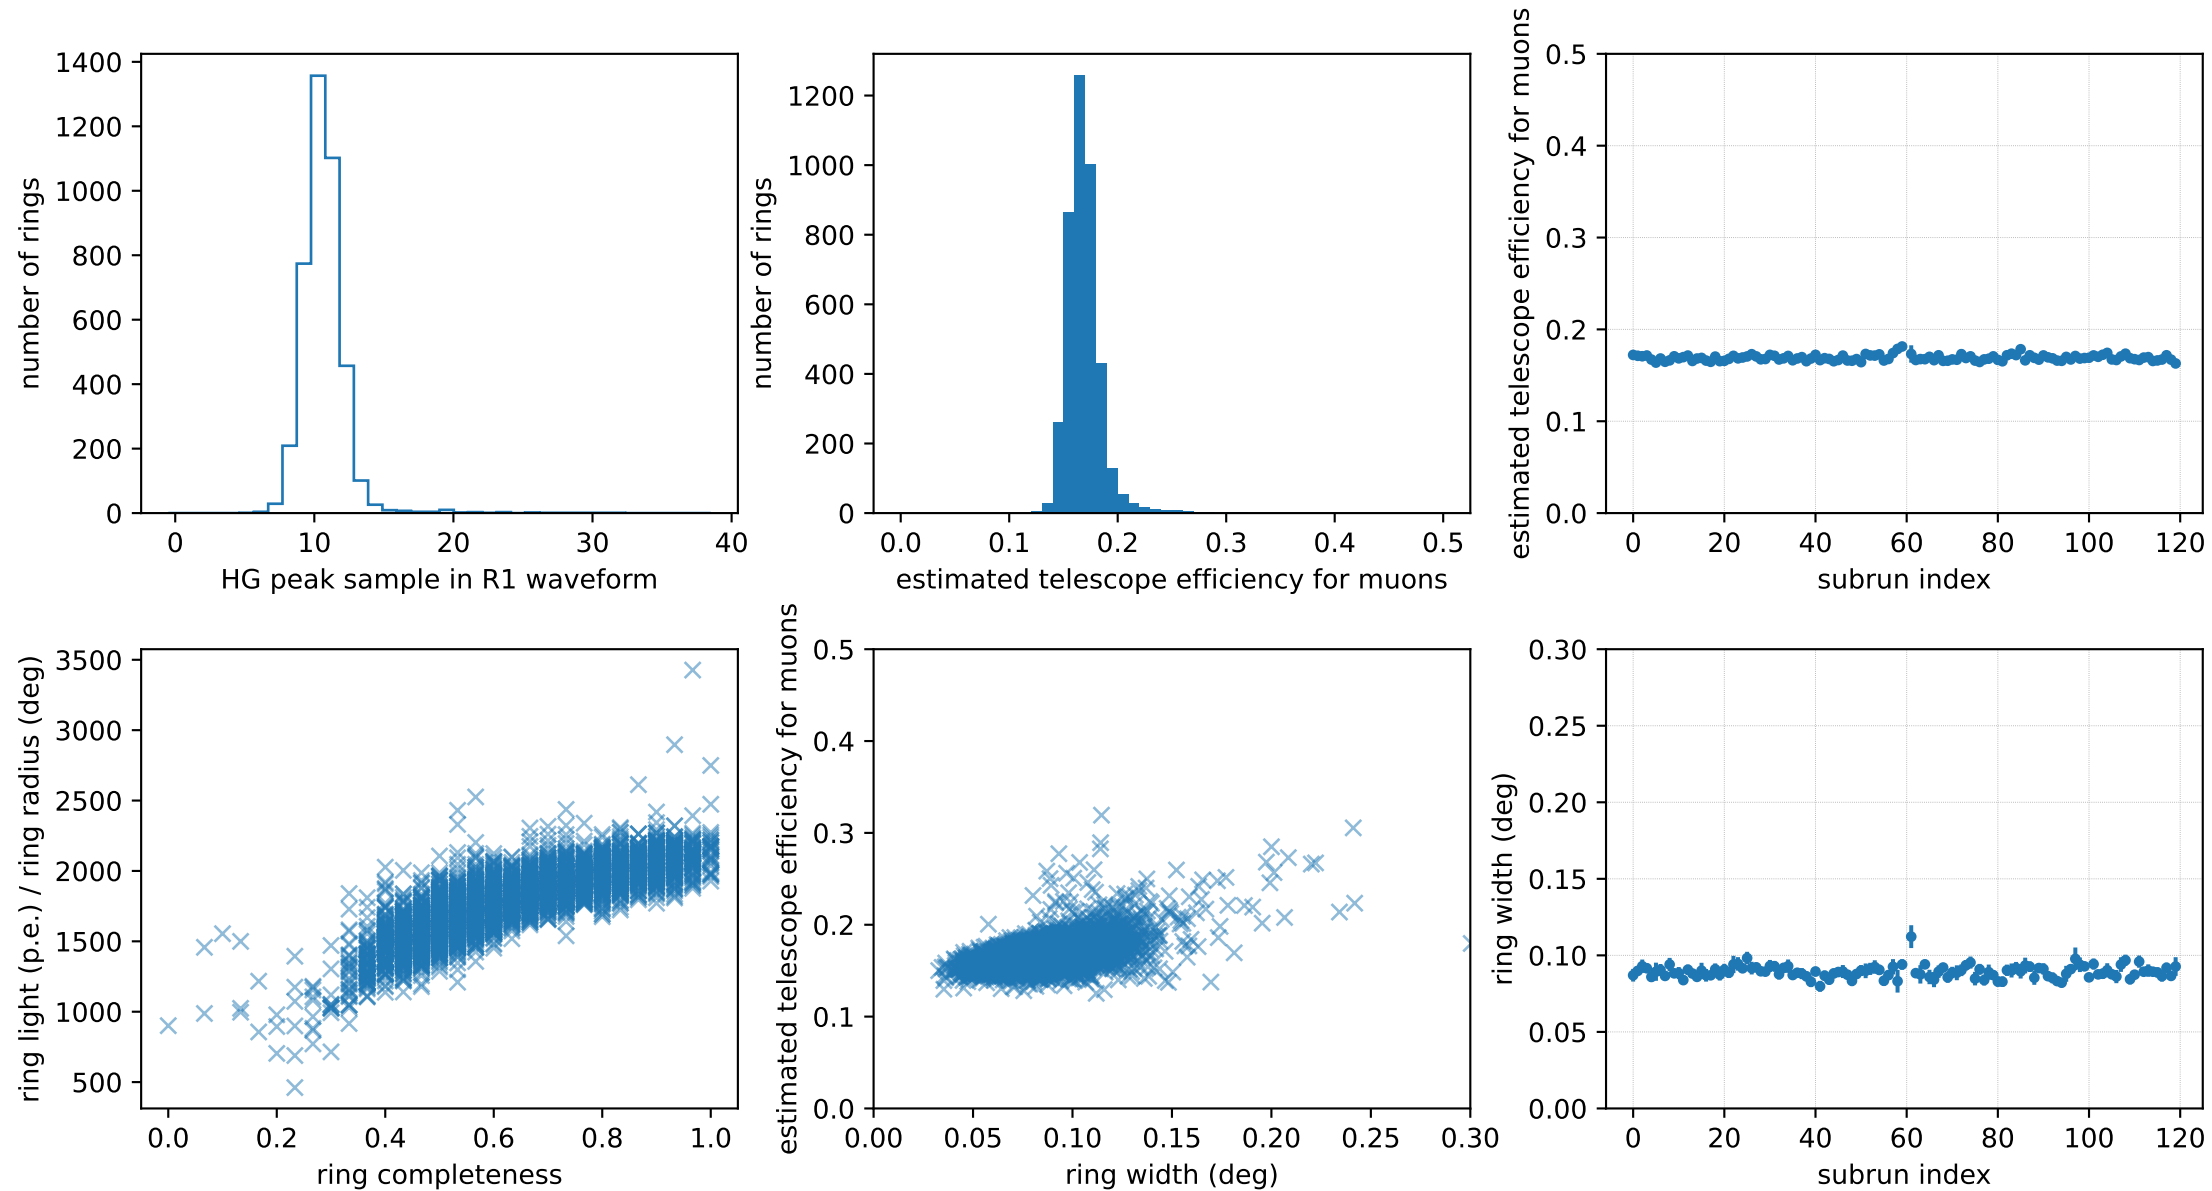 1400
1200
1000
800
600
400
200
0
number of rings
0 10 20 30 40
HG peak sample in R1 waveform
1200
1000
800
600
400
200
0
number of rings
0.0 0.1 0.2 0.3 0.4 0.5
estimated telescope efficiency for muons
0.5
0.4
0.3
0.2
0.1
0.0
estimated telescope efficiency for muons
0 20 40 60 80 100 120
subrun index
3500
3000
2500
2000
1500
1000
500
ring light (p.e.) / ring radius (deg)
0.0 0.2 0.4 0.6 0.8 1.0
ring completeness
0.5
0.4
0.3
0.2
0.1
0.0
estimated telescope efficiency for muons
0.00 0.05 0.10 0.15 0.20 0.25 0.30
ring width (deg)
0.30
0.25
0.20
0.15
0.10
0.05
0.00
ring width (deg)
0 20 40 60 80 100 120
subrun index